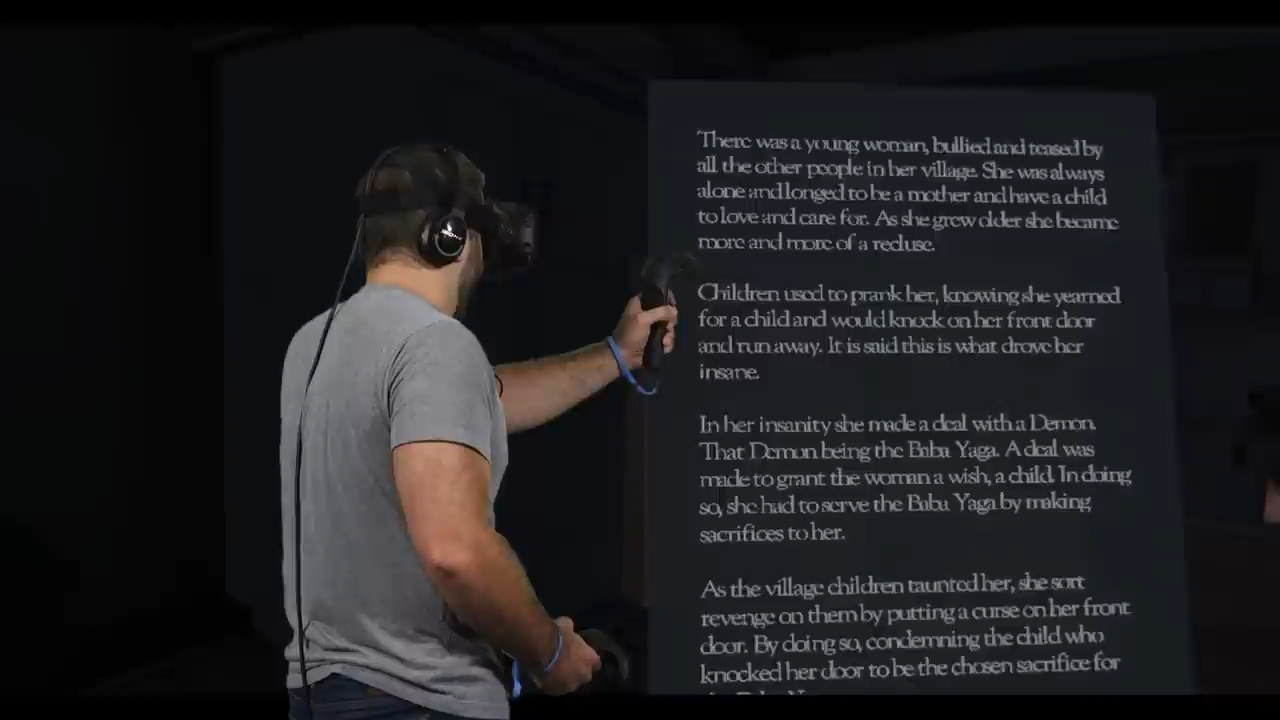 There was a young woman, bullied and teased by
all the other people in her village. She was always
alone and longed to be a mother and have a child
to love and care for. As she grew older she became
more and more of a recluse.
Children used to prank her, knowing she yearned
for a child and would knock on her front door
and run away. It is said this is what drove her
insane.
In her insanity she made a deal with a Demon.
That Demon being the Baba Yaga. A deal was
made to grant the woman a wish, a child. In doing
so, she had to serve the Baba Yaga by making
sacrifices to her.
As the village children taunted her, she sort
revenge on them by putting a curse on her front
door. By doing so, condemning the child who
knocked her door to be the chosen sacrifice for